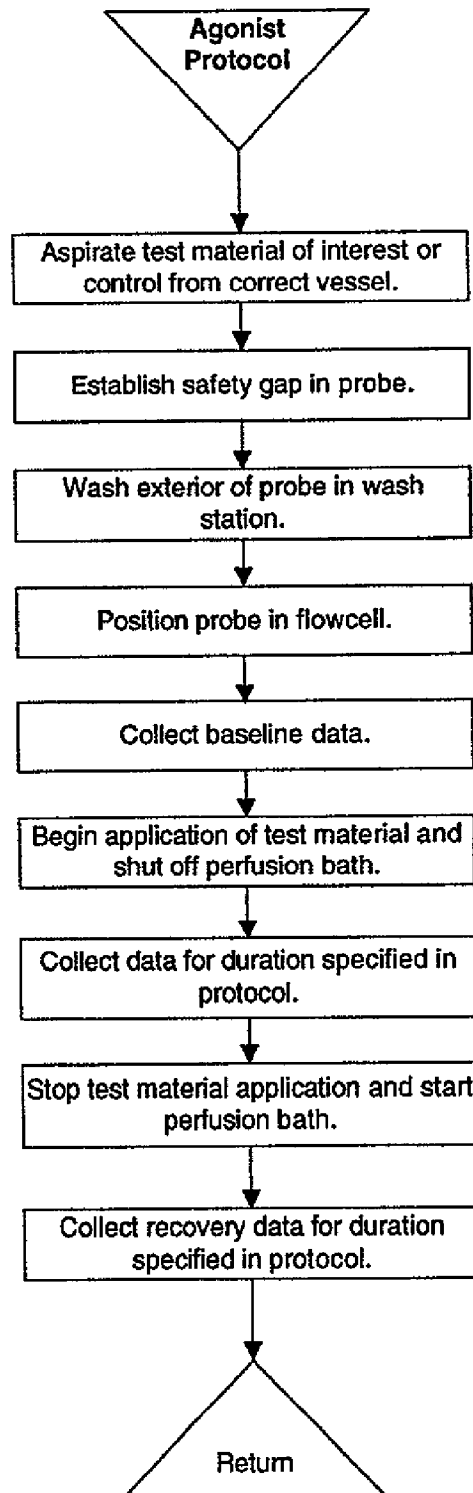 Agonist
Protocol
Aspirate test material of interest or
control from correct vessel.
Establish safety gap in probe.
Wash exterior of probe in wash
station.
Position probe in flowcell.
Collect baseline data.
Begin application of test material and
shut off perfusion bath.
Collect data for duration specified in
protocol.
Stop test material application and start
perfusion bath.
Collect recovery data for duration
specified in protocol.
Return